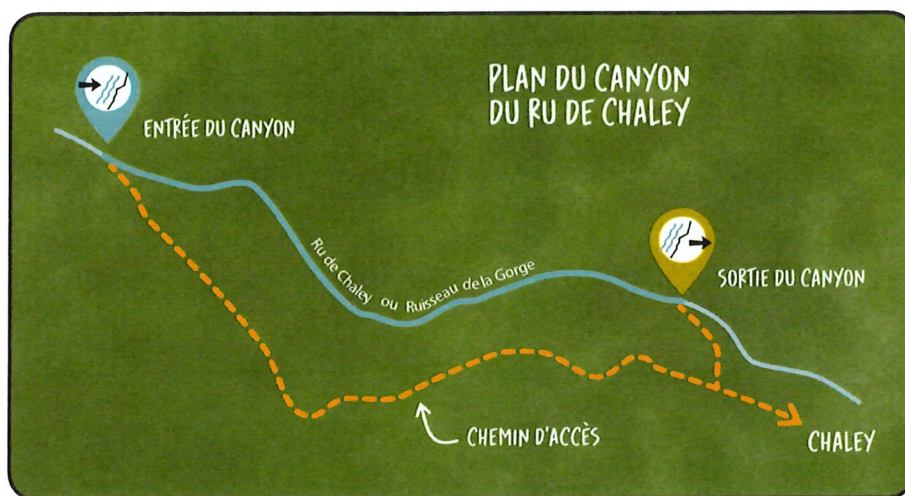 PLAN DU CANYON
DU RU DE CHALEY
ENTRÉE DU CANYON
Ru de Chaley ou Ruisseau de la Gorge
SORTIE DU CANYON
CHEMIN D'ACCÈS
CHALEY